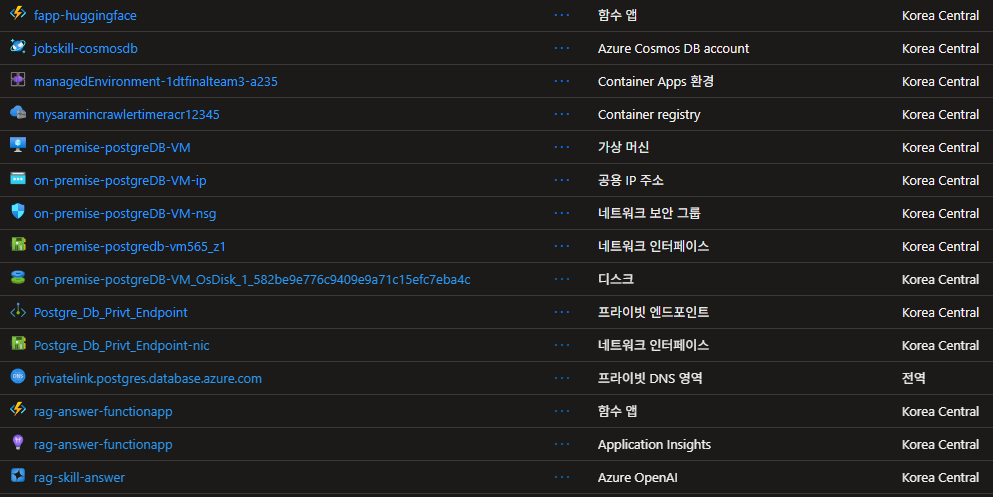 fapp-huggingface ··· 함수 앱 Korea Central
jobskill-cosmosdb ··· Azure Cosmos DB account Korea Central
managedEnvironment-1dtfinalteam3-a235 ··· Container Apps 환경 Korea Central
mysaramincrawlertimeracr12345 ··· Container registry Korea Central
on-premise-postgreDB-VM ··· 가상 머신 Korea Central
on-premise-postgreDB-VM-ip ··· 공용 IP 주소 Korea Central
on-premise-postgreDB-VM-nsg ··· 네트워크 보안 그룹 Korea Central
on-premise-postgredb-vm565_z1 ··· 네트워크 인터페이스 Korea Central
on-premise-postgreDB-VM_OsDisk_1_582be9e776c9409e9a71c15efc7eba4c ··· 디스크 Korea Central
Postgre_Db_Privt_Endpoint ··· 프라이빗 엔드포인트 Korea Central
Postgre_Db_Privt_Endpoint-nic ··· 네트워크 인터페이스 Korea Central
DNS privatelink.postgres.database.azure.com ··· 프라이빗 DNS 영역 전역
rag-answer-functionapp ··· 함수 앱 Korea Central
rag-answer-functionapp ··· Application Insights Korea Central
rag-skill-answer ··· Azure OpenAI Korea Central